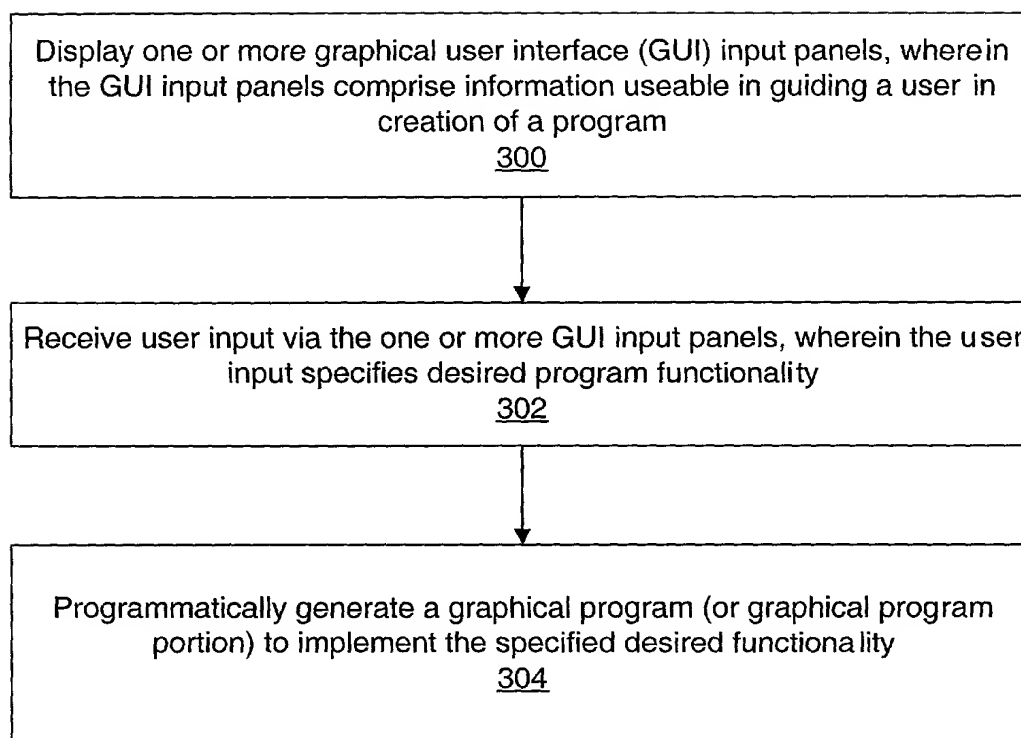 Display one or more graphical user interface (GUI) input panels, wherein
the GUI input panels comprise information useable in guiding a user in
creation of a program
300
Receive user input via the one or more GUI input panels, wherein the user
input specifies desired program functionality
302
Programmatically generate a graphical program (or graphical program
portion) to implement the specified desired functionality
304